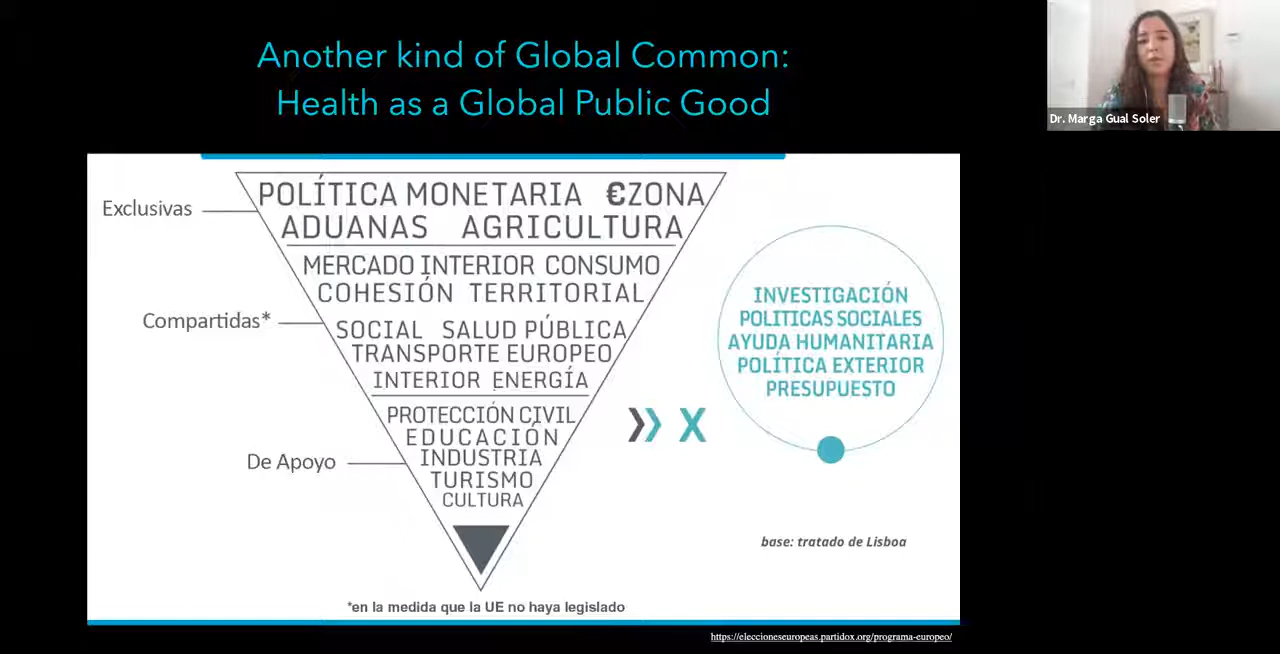 Another kind of Global Common:
Health as a Global Public Good
Dr. Marga Gual Soler
Exclusivas
POLÍTICA MONETARIA €ZONA
ADUANAS AGRICULTURA
MERCADO INTERIOR CONSUMO
COHESIÓN TERRITORIAL
Compartidas*
SOCIAL SALUD PÚBLICA
TRANSPORTE EUROPEO
INTERIOR ENERGÍA
De Apoyo
PROTECCIÓN CIVIL
EDUCACIÓN
INDUSTRIA
TURISMO
CULTURA
X
INVESTIGACIÓN
POLITICAS SOCIALES
AYUDA HUMANITARIA
POLÍTICA EXTERIOR
PRESUPUESTO
base: tratado de Lisboa
*en la medida que la UE no haya legislado
https://eleccioneseuropeas.partidox.org/programa-europeo/